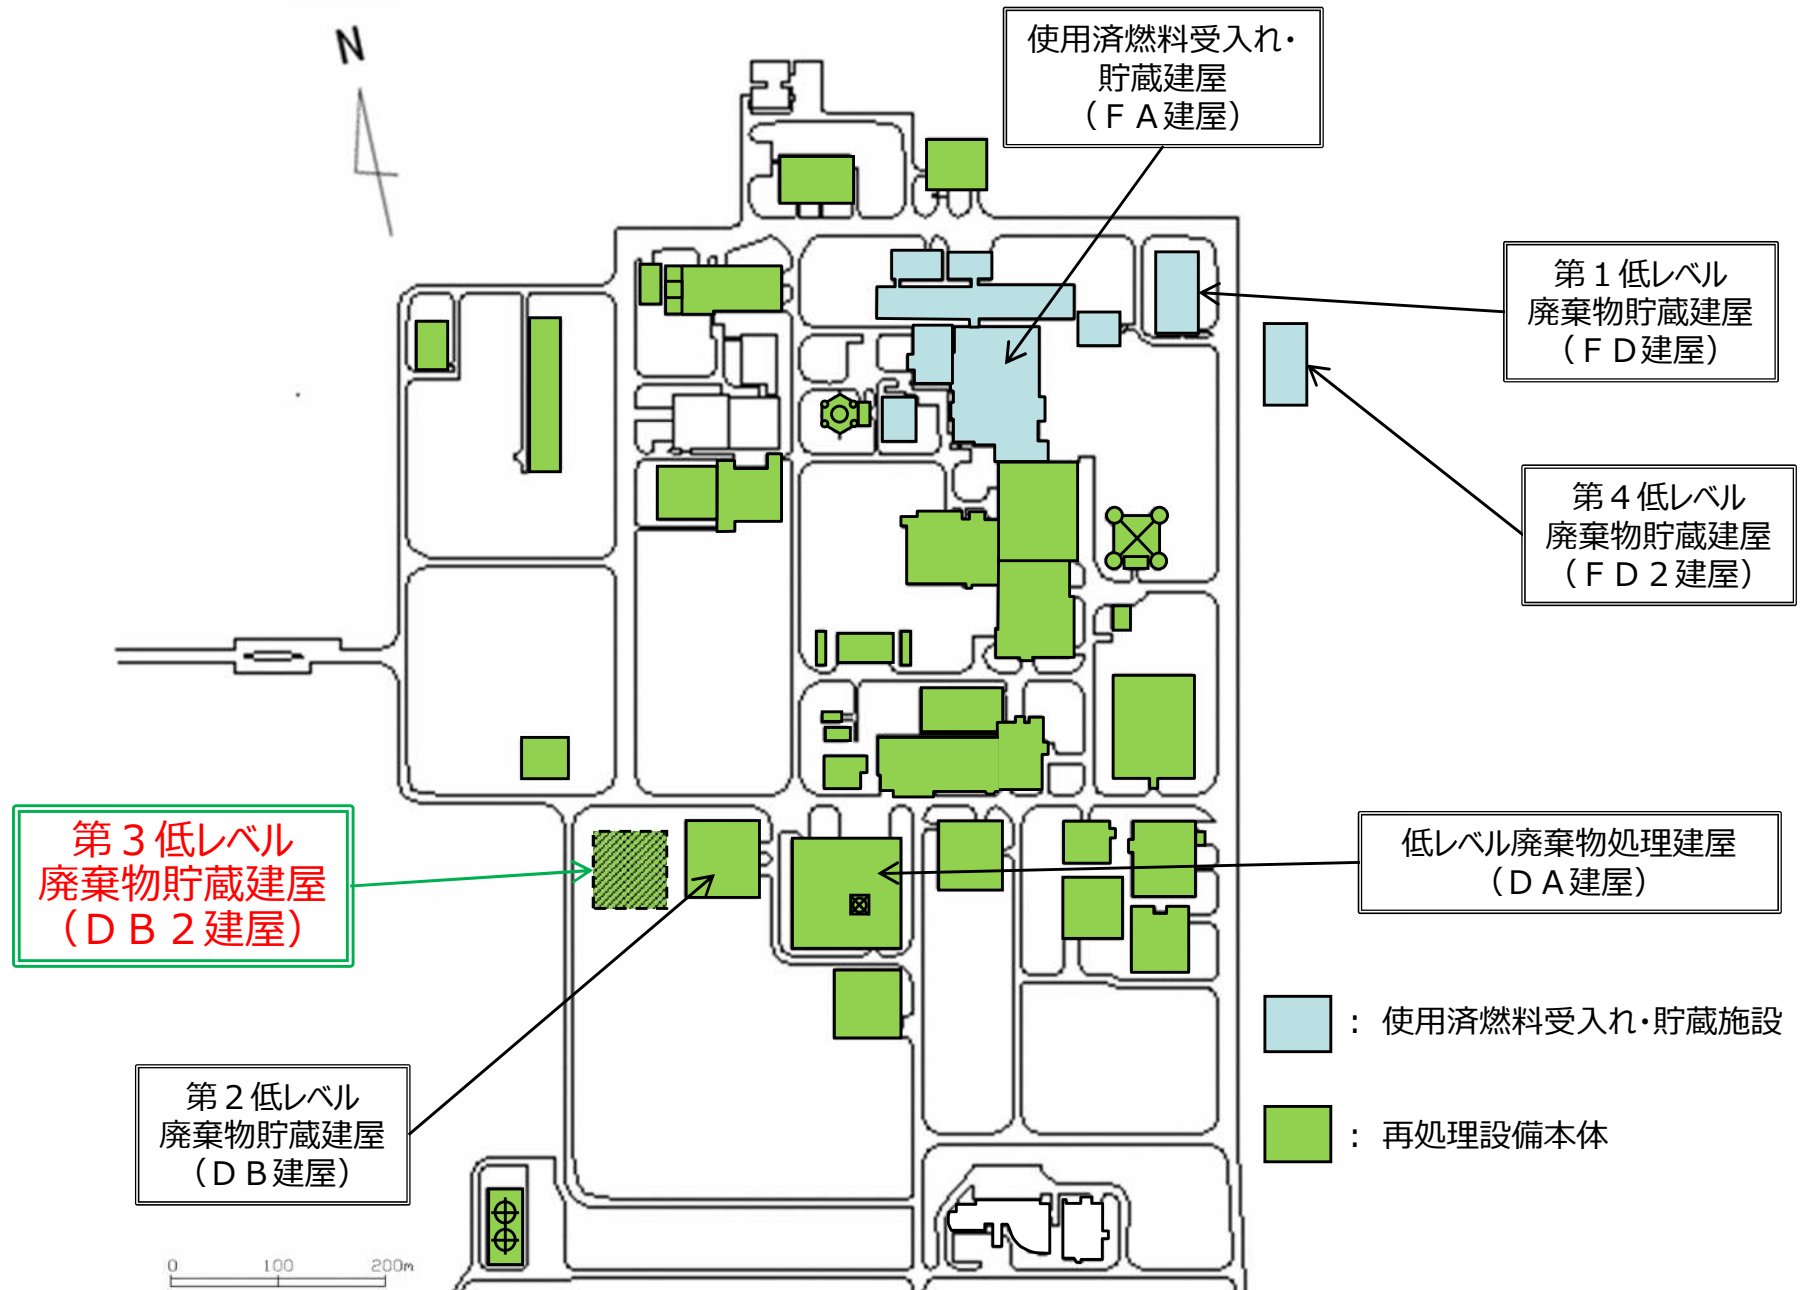 N
使用済燃料受入れ・
貯蔵建屋
（ＦＡ建屋）
第１低レベル
廃棄物貯蔵建屋
（ＦＤ建屋）
第４低レベル
廃棄物貯蔵建屋
（ＦＤ２建屋）
第３低レベル
廃棄物貯蔵建屋
（ＤＢ２建屋）
低レベル廃棄物処理建屋
（ＤＡ建屋）
：使用済燃料受入れ・貯蔵施設
第２低レベル
廃棄物貯蔵建屋
（ＤＢ建屋）
：再処理設備本体
0 100 200m